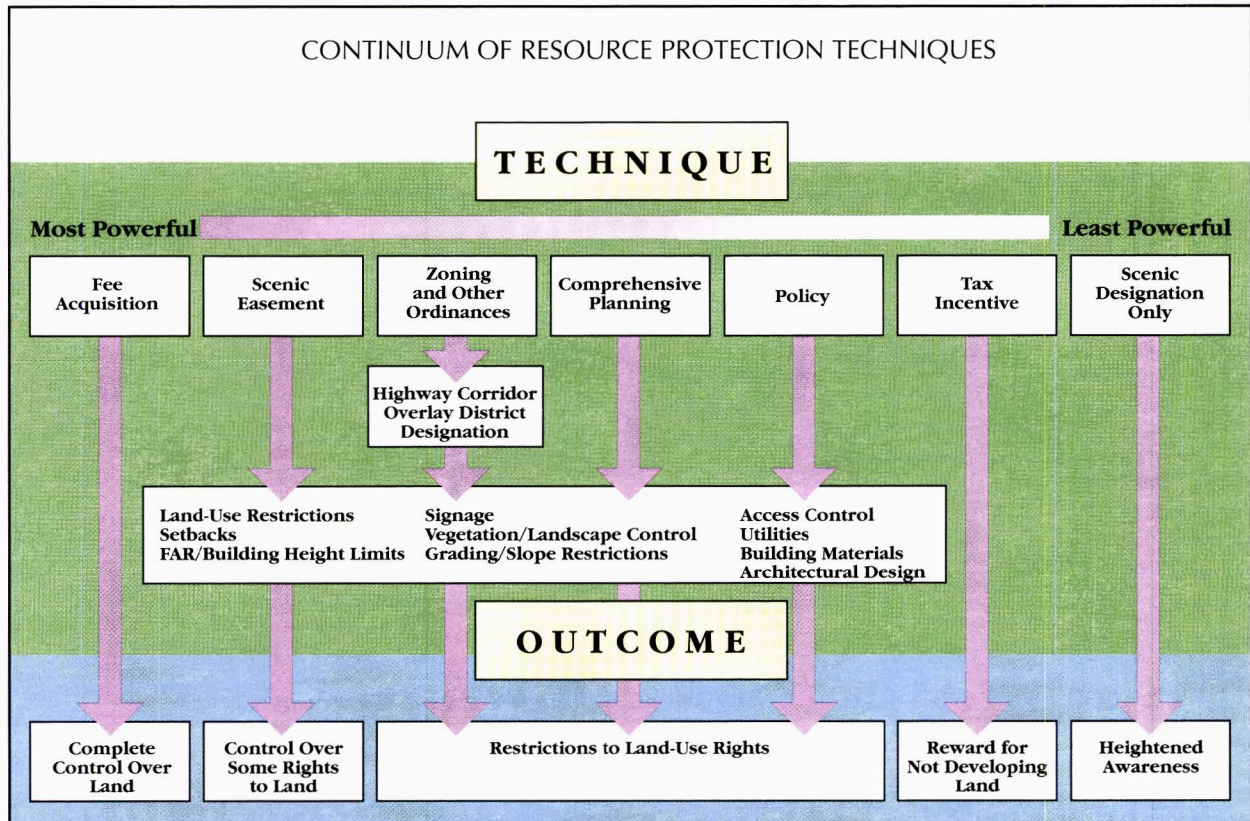 CONTINUUM OF RESOURCE PROTECTION TECHNIQUES
TECHNIQUE
Most Powerful
Least Powerful
Fee
Acquisition
Scenic
Easement
Zoning
and Other
Ordinances
Comprehensive
Planning
Policy
Tax
Incentive
Scenic
Designation
Only
Highway Corridor
Overlay District
Designation
Land-Use Restrictions
Setbacks
FAR/Building Height Limits
Signage
Vegetation/Landscape Control
Grading/Slope Restrictions
Access Control
Utilities
Building Materials
Architectural Design
OUTCOME
Complete
Control Over
Land
Control Over
Some Rights
to Land
Restrictions to Land-Use Rights
Reward for
Not Developing
Land
Heightened
Awareness